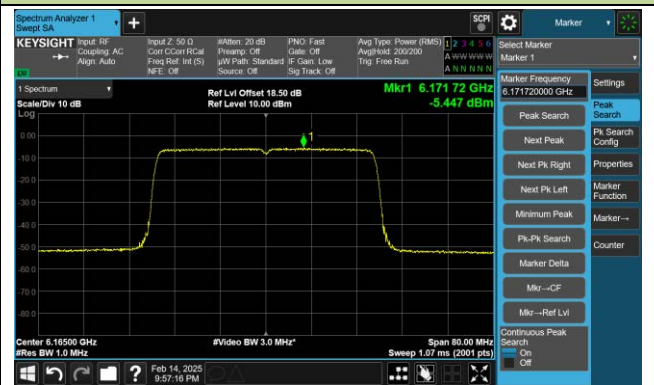 Spectrum Analyzer 1
Swept SA
SCPI
Marker
KEYSIGHT
Input: RF
Coupling: AC
Align: Auto
Input Z: 50 Ω
Corr CCorr RCal
Freq Ref: Int (S)
NFE: Off
#Atten: 20 dB
Preamp: Off
µW Path: Standard
Source: Off
PNO: Fast
Gate: Off
IF Gain: Low
Sig Track: Off
Avg Type: Power (RMS)
Avg|Hold: 200/200
Trig: Free Run
1 2 3 4 5 6
A W W W W W
A N N N N N
Select Marker
Marker 1
1 Spectrum
Scale/Div 10 dB
Log
Ref Lvl Offset 18.50 dB
Ref Level 10.00 dBm
Mkr1 6.171 72 GHz
-5.447 dBm
1
0.00
-10.0
-20.0
-30.0
-40.0
-50.0
-60.0
-70.0
-80.0
Center 6.16500 GHz
#Res BW 1.0 MHz
#Video BW 3.0 MHz*
Span 80.00 MHz
Sweep 1.07 ms (2001 pts)
Marker Frequency
6.171720000 GHz
Peak Search
Next Peak
Next Pk Right
Next Pk Left
Minimum Peak
Pk-Pk Search
Marker Delta
Mkr→CF
Mkr→Ref Lvl
Continuous Peak
Search
On
Off
Settings
Peak
Search
Pk Search
Config
Properties
Marker
Function
Marker→
Counter
?
Feb 14, 2025
9:57:16 PM